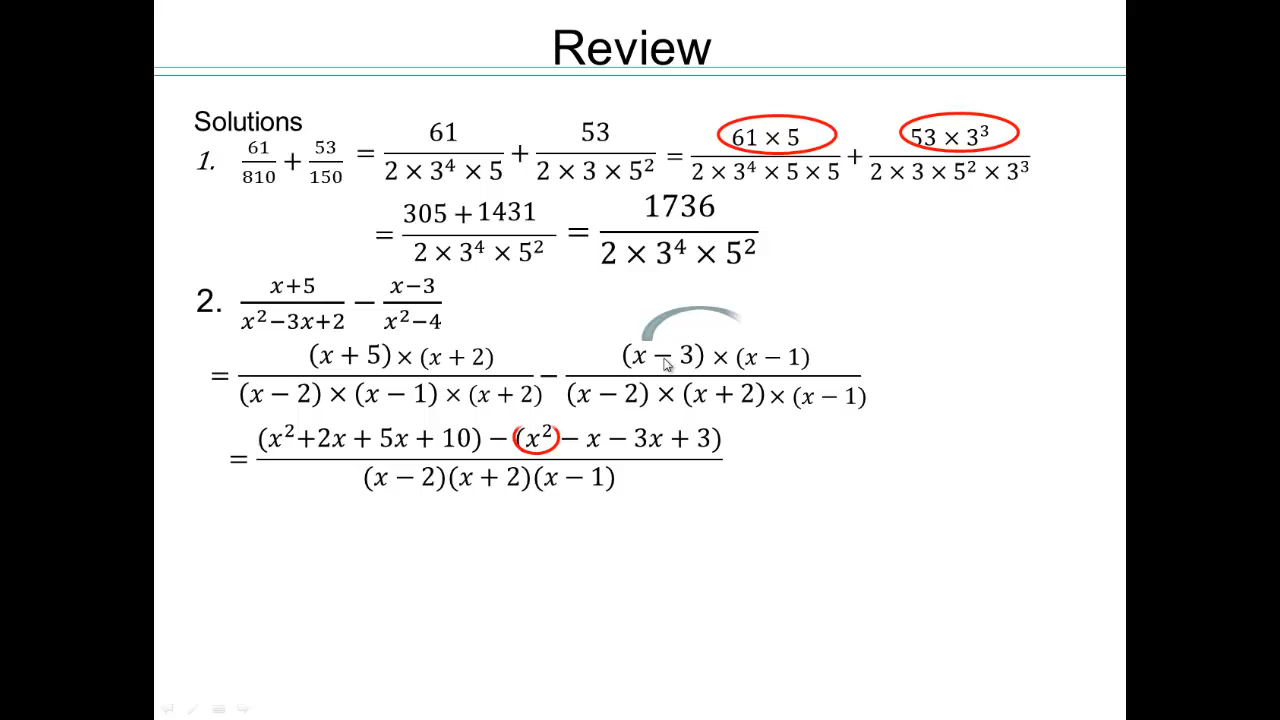 Review
Solutions
1. 61/810 + 53/150 = 61/(2 × 3⁴ × 5) + 53/(2 × 3 × 5²) = (61 × 5)/(2 × 3⁴ × 5 × 5) + (53 × 3³)/(2 × 3 × 5² × 3³)
= (305 + 1431)/(2 × 3⁴ × 5²) = 1736/(2 × 3⁴ × 5²)
2. (x+5)/(x²−3x+2) − (x−3)/(x²−4)
= ((x + 5) × (x + 2))/((x − 2) × (x − 1) × (x + 2)) − ((x − 3) × (x − 1))/((x − 2) × (x + 2) × (x − 1))
= ((x²+2x + 5x + 10) − (x² − x − 3x + 3))/((x − 2)(x + 2)(x − 1))